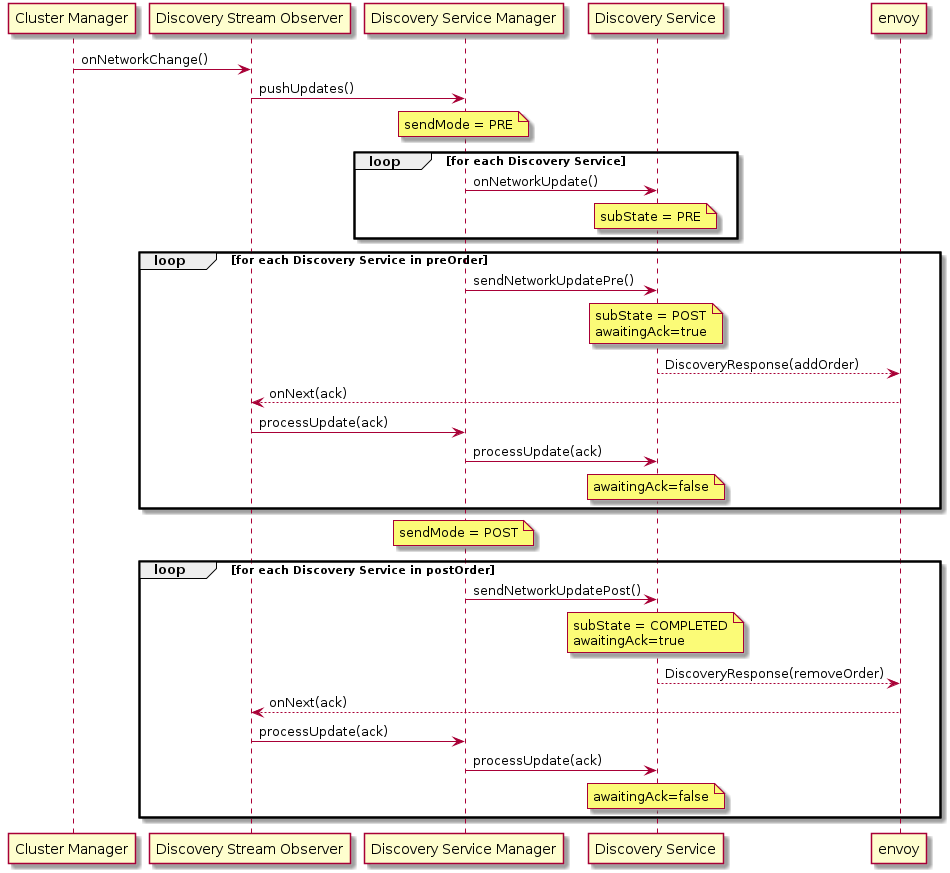 Cluster Manager
Discovery Stream Observer
Discovery Service Manager
Discovery Service
envoy
onNetworkChange()
pushUpdates()
sendMode = PRE
loop
[for each Discovery Service]
onNetworkUpdate()
subState = PRE
loop
[for each Discovery Service in preOrder]
sendNetworkUpdatePre()
subState = POST
awaitingAck=true
DiscoveryResponse(addOrder)
onNext(ack)
processUpdate(ack)
processUpdate(ack)
awaitingAck=false
sendMode = POST
loop
[for each Discovery Service in postOrder]
sendNetworkUpdatePost()
subState = COMPLETED
awaitingAck=true
DiscoveryResponse(removeOrder)
onNext(ack)
processUpdate(ack)
processUpdate(ack)
awaitingAck=false
Cluster Manager
Discovery Stream Observer
Discovery Service Manager
Discovery Service
envoy